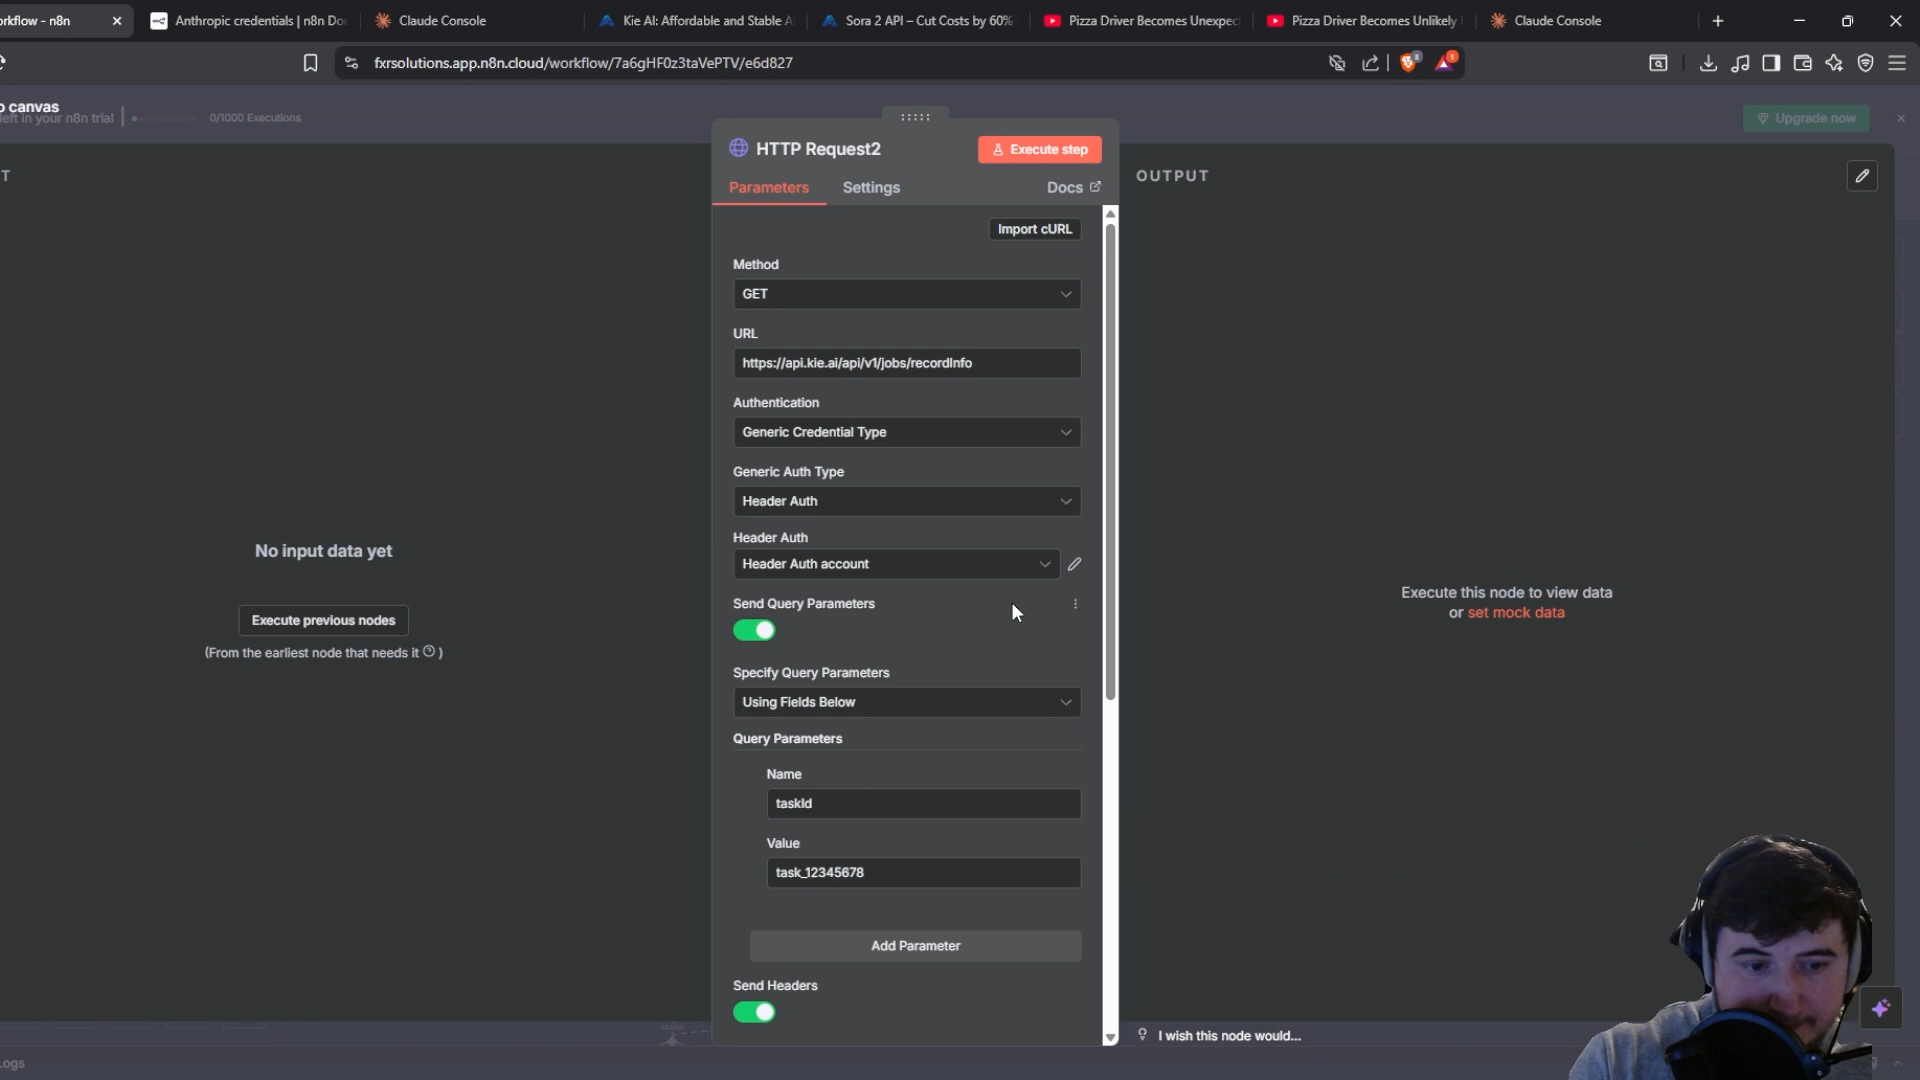 rkflow - n8n
Anthropic credentials | n8n Do
Claude Console
Kie AI: Affordable and Stable A
Sora 2 API – Cut Costs by 60%
Pizza Driver Becomes Unexpec
Pizza Driver Becomes Unlikely
Claude Console
fxrsolutions.app.n8n.cloud/workflow/7a6gHF0z3taVePTV/e6d827
3
1
o canvas
left in your n8n trial
0/1000 Executions
Upgrade now
HTTP Request2
Execute step
T
OUTPUT
Parameters
Settings
Docs
Import cURL
Method
GET
URL
https://api.kie.ai/api/v1/jobs/recordInfo
Authentication
Generic Credential Type
Generic Auth Type
Header Auth
Header Auth
Header Auth account
Send Query Parameters
Specify Query Parameters
Using Fields Below
Query Parameters
Name
taskId
Value
task_12345678
Add Parameter
Send Headers
No input data yet
Execute previous nodes
(From the earliest node that needs it ? )
Execute this node to view data
or set mock data
I wish this node would...
Logs